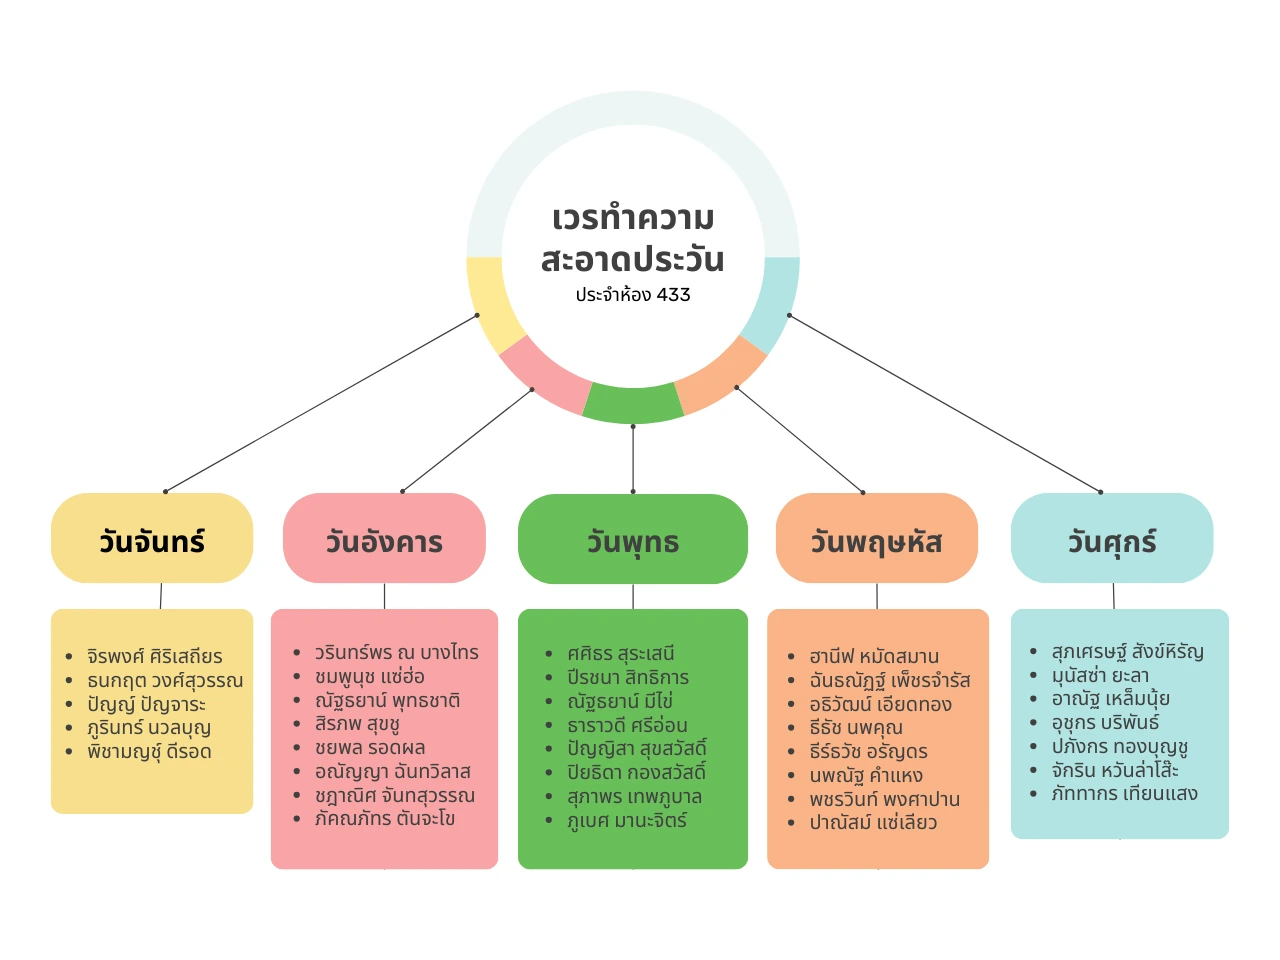 เวรทำความ
สะอาดประวัน
ประจำห้อง 433
วันจันทร์
จิรพงศ์ ศิริเสถียร
ธนกฤต วงศ์สุวรรณ
ปัญญ์ ปัญจาระ
ภูรินทร์ นวลบุญ
พิชามญชุ์ ดีรอด
วันอังคาร
วรินทร์พร ณ บางไทร
ชมพูนุช แซ่ฮ่อ
ณัฐธยาน์ พุทธชาติ
สิรภพ สุขชู
ชยพล รอดผล
อณัญญา ฉันทวิลาส
ชฎาณิศ จันทสุวรรณ
ภัคณภัทร ตันจะโข
วันพุทธ
ศศิธร สุระเสนี
ปีรชนา สิทธิการ
ณัฐธยาน์ มีไข่
ธาราวดี ศรีอ่อน
ปัญญิสา สุขสวัสดิ์
ปิยธิดา กองสวัสดิ์
สุภาพร เทพภูบาล
ภูเบศ มานะจิตร์
วันพฤษหัส
ฮานีฟ หมัดสมาน
ฉันธณัฏฐ์ เพ็ชรจำรัส
อธิวัฒน์ เอียดทอง
ธีธัช นพคุณ
ธีร์ธวัช อรัญดร
นพณัฐ คำแหง
พชรวินท์ พงศาปาน
ปาณัสม์ แซ่เลียว
วันศุกร์
สุภเศรษฐ์ สังข์หิรัญ
มุนัสซ่า ยะลา
อาณัฐ เหล็มนุ้ย
อุชุกร บริพันธ์
ปภังกร ทองบุญชู
จักริน หวันล่าโส๊ะ
ภัททากร เทียนแสง